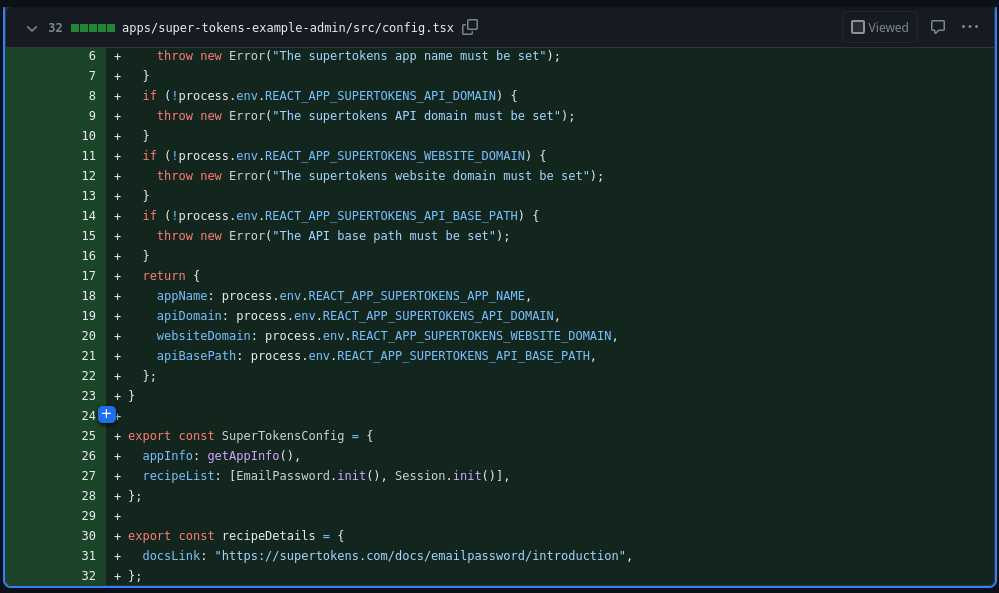 32 apps/super-tokens-example-admin/src/config.tsx Viewed
6 +     throw new Error("The supertokens app name must be set");
7 +   }
8 +   if (!process.env.REACT_APP_SUPERTOKENS_API_DOMAIN) {
9 +     throw new Error("The supertokens API domain must be set");
10 +   }
11 +   if (!process.env.REACT_APP_SUPERTOKENS_WEBSITE_DOMAIN) {
12 +     throw new Error("The supertokens website domain must be set");
13 +   }
14 +   if (!process.env.REACT_APP_SUPERTOKENS_API_BASE_PATH) {
15 +     throw new Error("The API base path must be set");
16 +   }
17 +   return {
18 +     appName: process.env.REACT_APP_SUPERTOKENS_APP_NAME,
19 +     apiDomain: process.env.REACT_APP_SUPERTOKENS_API_DOMAIN,
20 +     websiteDomain: process.env.REACT_APP_SUPERTOKENS_WEBSITE_DOMAIN,
21 +     apiBasePath: process.env.REACT_APP_SUPERTOKENS_API_BASE_PATH,
22 +   };
23 + }
24 +
25 + export const SuperTokensConfig = {
26 +   appInfo: getAppInfo(),
27 +   recipeList: [EmailPassword.init(), Session.init()],
28 + };
29 +
30 + export const recipeDetails = {
31 +   docsLink: "https://supertokens.com/docs/emailpassword/introduction",
32 + };